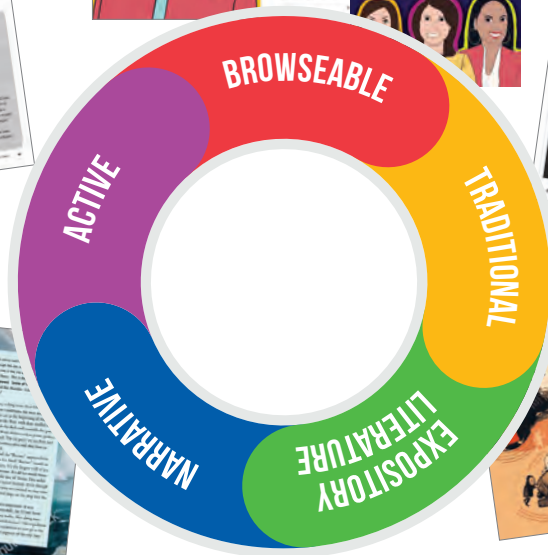 BROWSEABLE
TRADITIONAL
EXPOSITORY
LITERATURE
NARRATIVE
ACTIVE